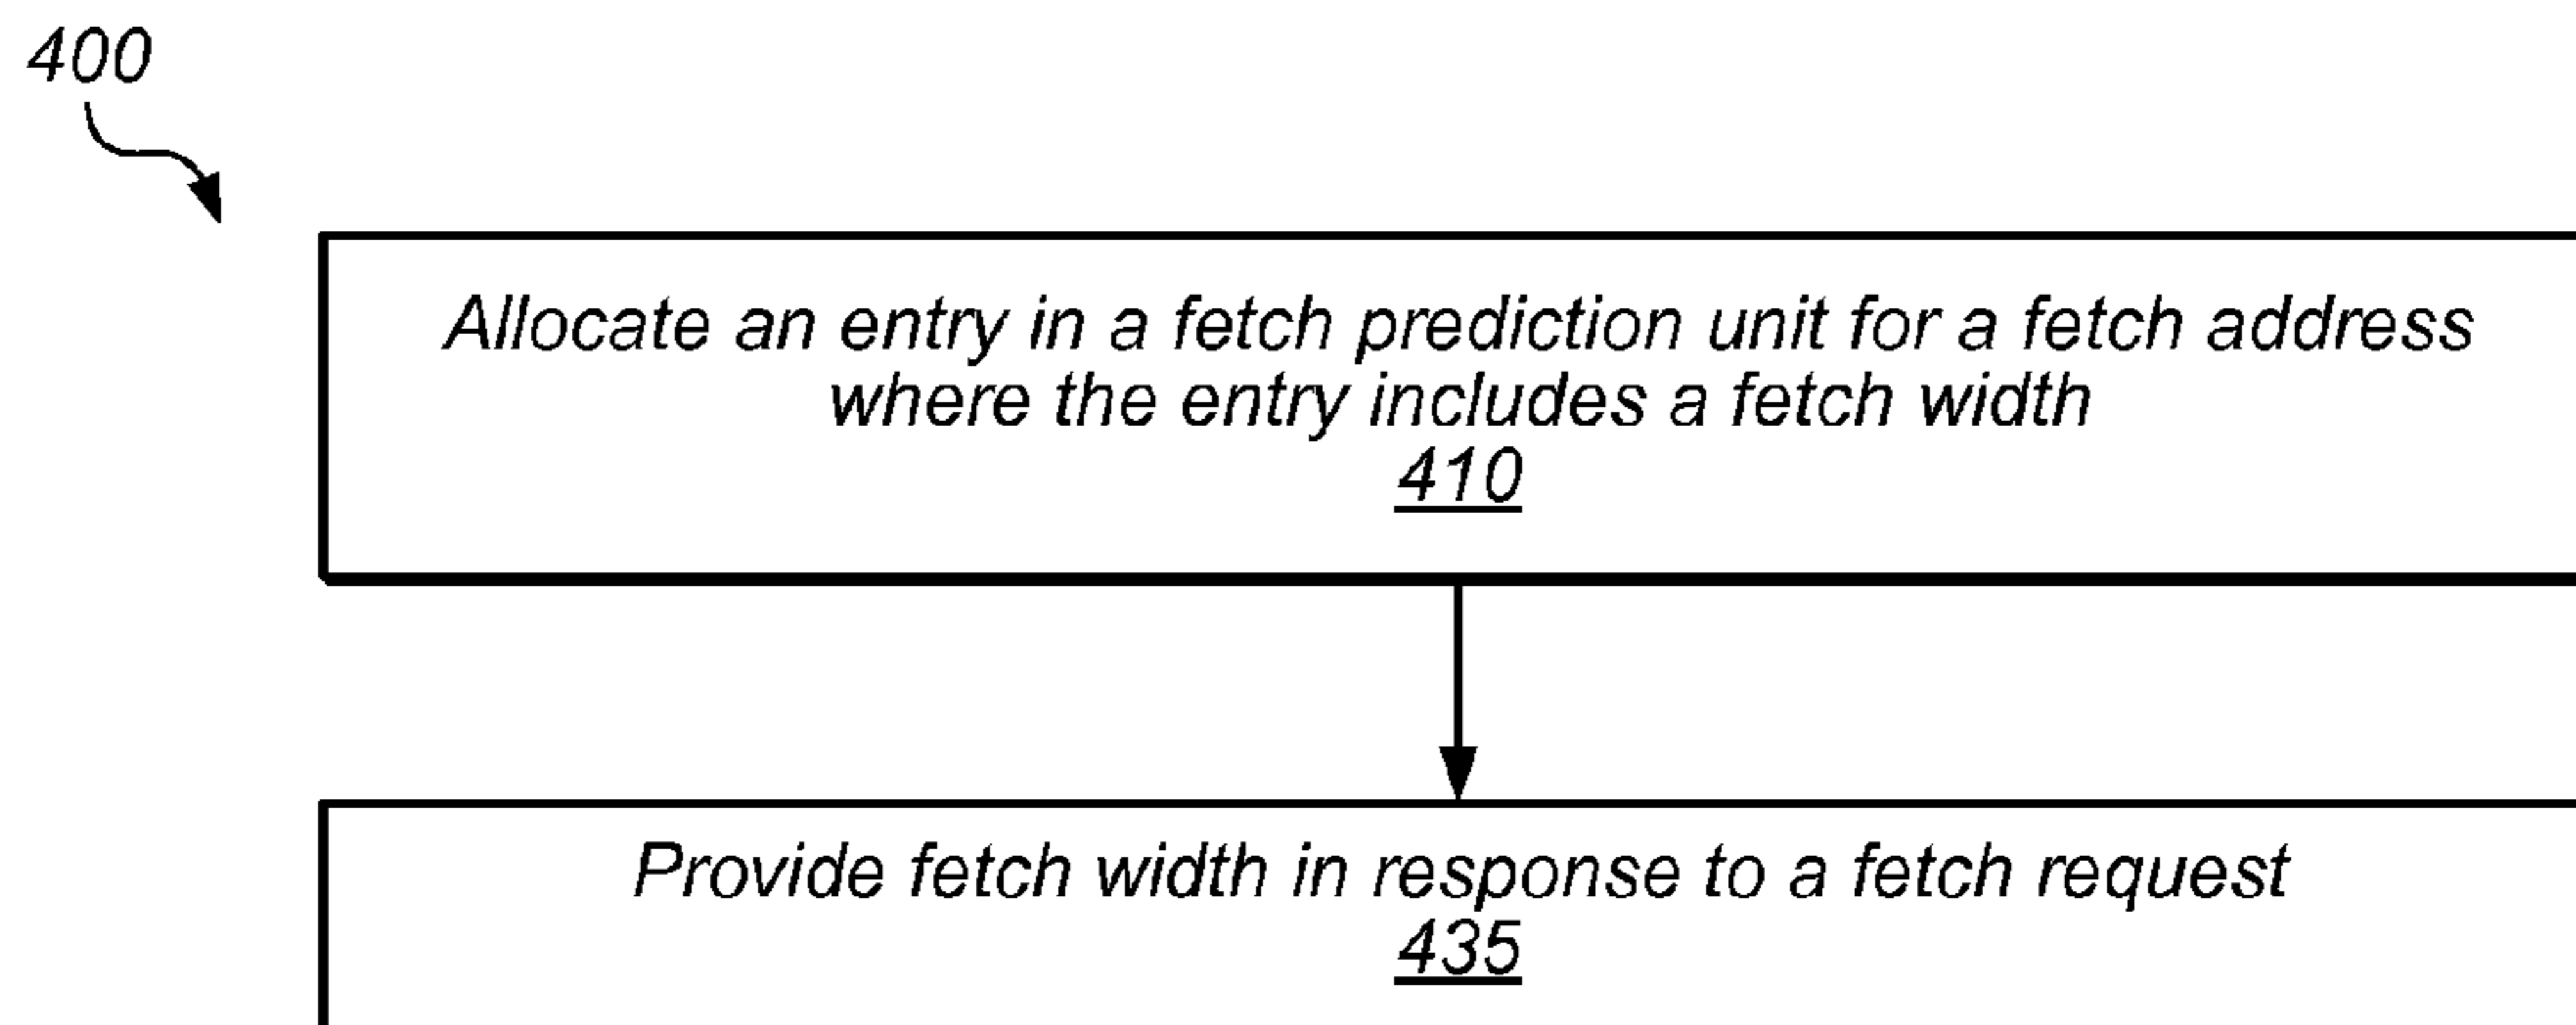 400
Allocate an entry in a fetch prediction unit for a fetch address
where the entry includes a fetch width
410
Provide fetch width in response to a fetch request
435